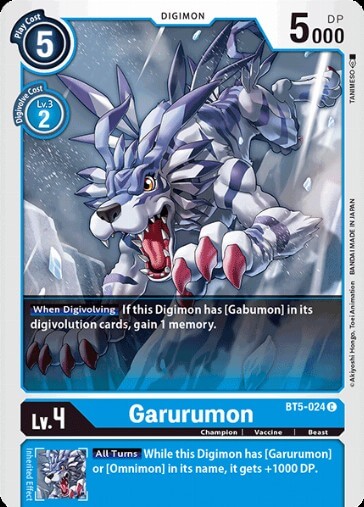 Play Cost
5
DIGIMON
DP
5000
Digivolve Cost
Lv.3
2
TANIMESO
©Akiyoshi Hongo, Toei Animation BANDAI MADE IN JAPAN
When Digivolving If this Digimon has [Gabumon] in its
digivolution cards, gain 1 memory.
BT5-024 C
Lv.4
Garurumon
Champion | Vaccine | Beast
Inherited Effect
All Turns While this Digimon has [Garurumon]
or [Omnimon] in its name, it gets +1000 DP.